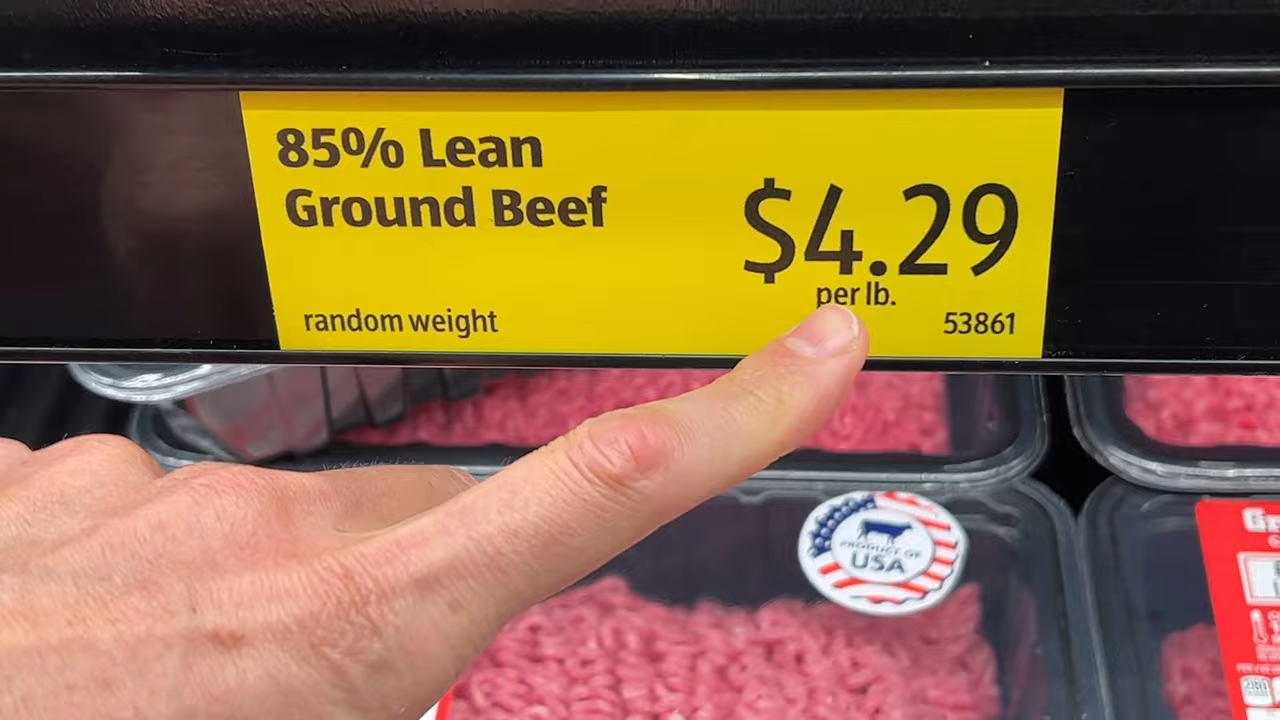 85% Lean
Ground Beef
$4.29
per lb.
random weight
53861
PRODUCT OF
USA